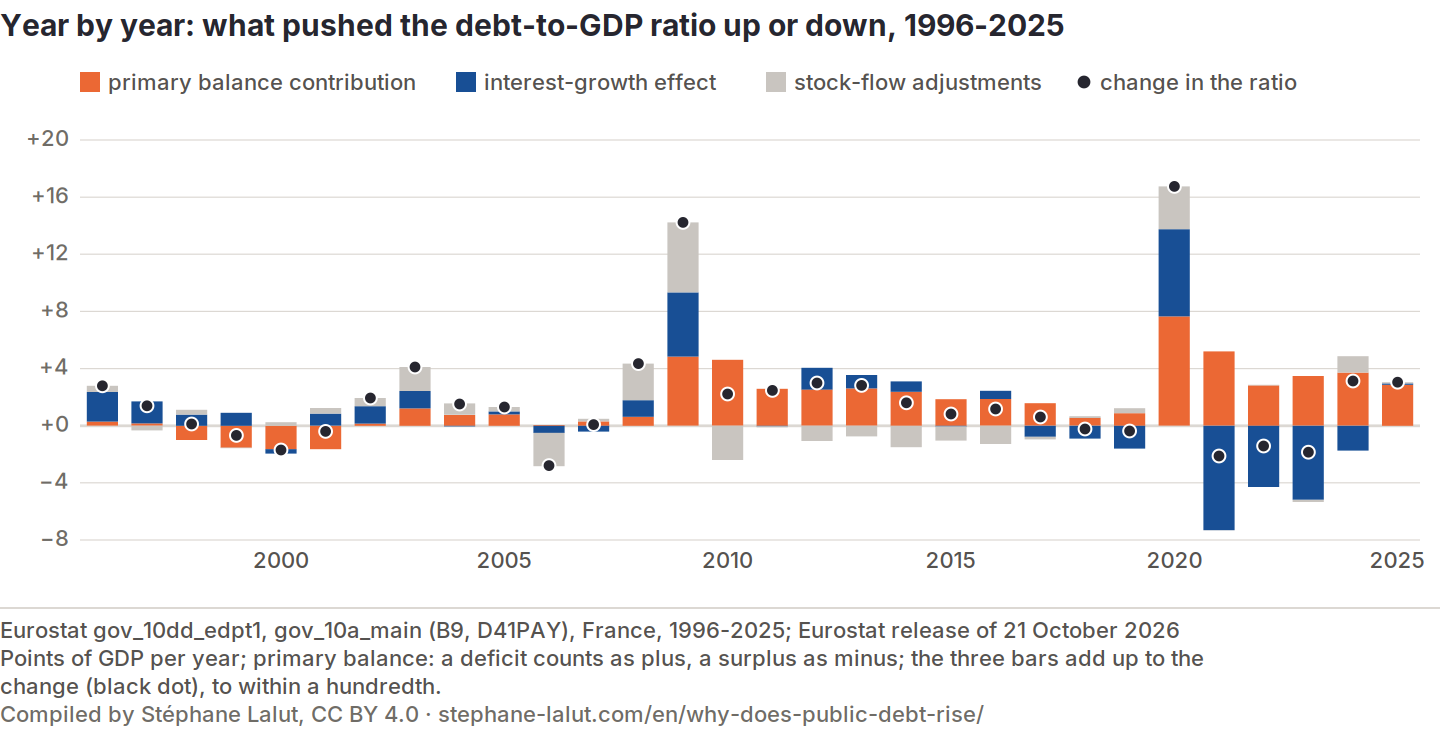 Year by year: what pushed the debt-to-GDP ratio up or down, 1996-2025
primary balance contribution
interest-growth effect
stock-flow adjustments
change in the ratio
+20
+16
+12
+8
+4
+0
−4
−8
2000
2005
2010
2015
2020
2025
Eurostat gov_10dd_edpt1, gov_10a_main (B9, D41PAY), France, 1996-2025; Eurostat release of 21 October 2026
Points of GDP per year; primary balance: a deficit counts as plus, a surplus as minus; the three bars add up to the
change (black dot), to within a hundredth.
Compiled by Stéphane Lalut, CC BY 4.0 · stephane-lalut.com/en/why-does-public-debt-rise/